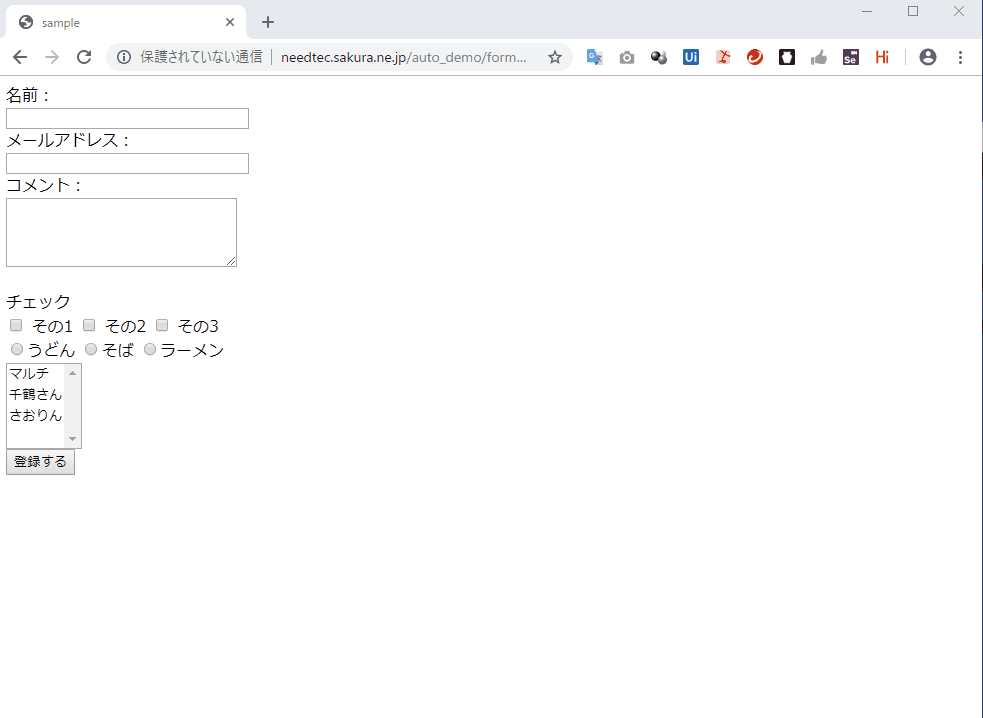 sample
保護されていない通信 needtec.sakura.ne.jp/auto_demo/form...
Ui
Se
Hi
名前：
メールアドレス：
コメント：
チェック
その1 その2 その3
うどん そば ラーメン
マルチ
千鶴さん
さおりん
登録する